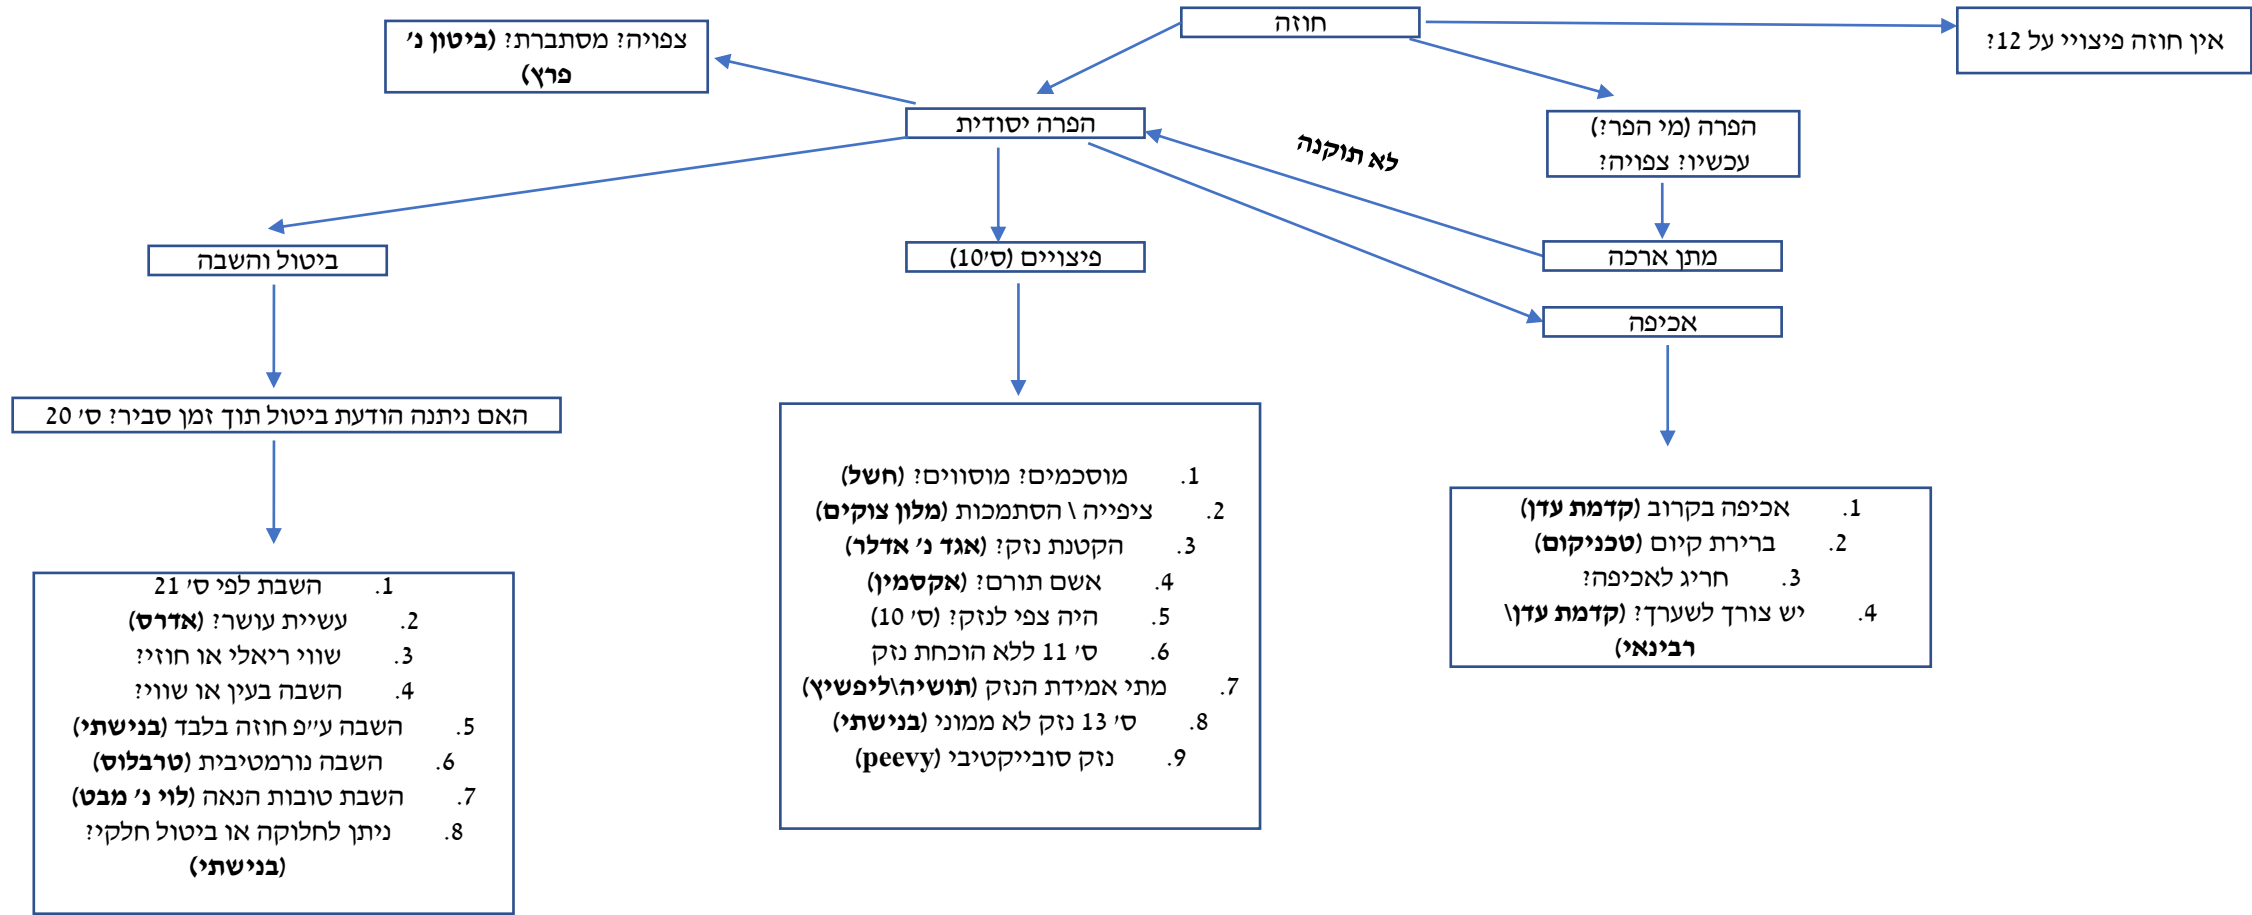 חוזה
אין חוזה פיצויי על 12?
צפויה? מסתברת? (ביטון נ'
פרץ)
הפרה יסודית
הפרה (מי הפר?)
עכשיו? צפויה?
לא תוקנה
מתן ארכה
אכיפה
1. אכיפה בקרוב (קדמת עדן)
2. ברירת קיום (טכניקום)
3. חריג לאכיפה?
4. יש צורך לשערך? (קדמת עדן\
רבינאי)
פיצויים (ס'10)
1. מוסכמים? מוסווים? (חשל)
2. ציפייה \ הסתמכות (מלון צוקים)
3. הקטנת נזק? (אגד נ' אדלר)
4. אשם תורם? (אקסמין)
5. היה צפי לנזק? (ס' 10)
6. ס' 11 ללא הוכחת נזק
7. מתי אמידת הנזק (תושיה\ליפשיץ)
8. ס' 13 נזק לא ממוני (בנישתי)
9. נזק סובייקטיבי (peevy)
ביטול והשבה
האם ניתנה הודעת ביטול תוך זמן סביר? ס' 20
1. השבת לפי ס' 21
2. עשיית עושר? (אדרס)
3. שווי ריאלי או חוזי?
4. השבה בעין או שווי?
5. השבה ע"פ חוזה בלבד (בנישתי)
6. השבה נורמטיבית (טרבלוס)
7. השבת טובות הנאה (לוי נ' מבט)
8. ניתן לחלוקה או ביטול חלקי?
(בנישתי)